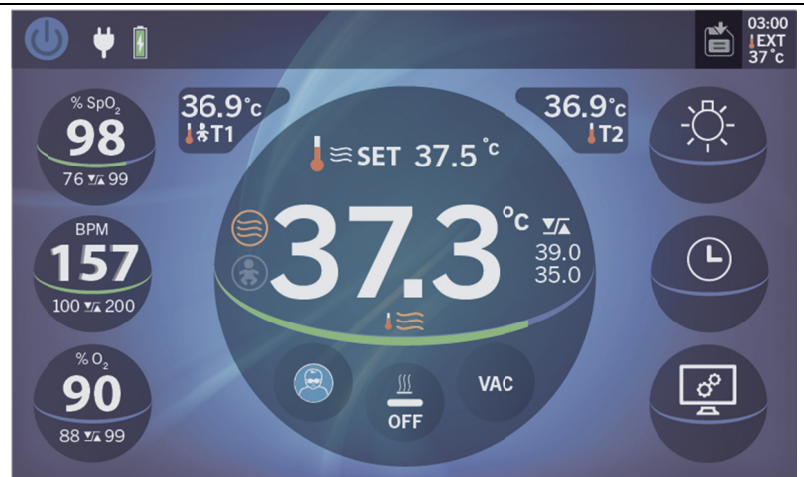 03:00
EXT
37°C
% SpO₂
98
76 99
36.9°c
T1
36.9°c
T2
SET 37.5°c
37.3°c
39.0
35.0
BPM
157
100 200
% O₂
90
88 99
OFF
VAC